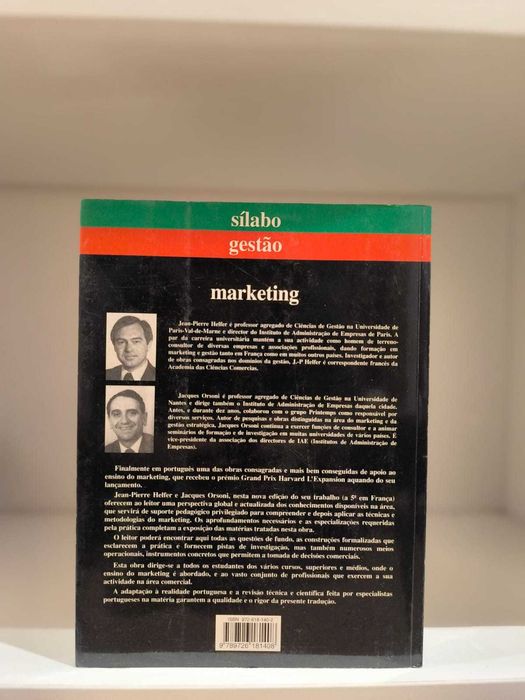 sílabo
gestão
marketing
Jean-Pierre Helfer é professor agregado de Ciências de Gestão na Universidade de
Paris-Val-de-Marne e director do Instituto de Administração de Empresas de Paris. A
par da carreira universitária mantém a sua actividade como homem de terreno-
consultor de diversas empresas e associações profissionais, dando formação em
marketing e gestão tanto em França como em muitos outros países. Investigador e autor
de obras consagradas no domínios da gestão, J.-P Helfer é correspondente francês da
Academia das Ciências Comercias.
Jacques Orsoni é professor agregado de Ciências de Gestão na Universidade de
Nantes e dirige também o Instituto de Administração de Empresas daquela cidade.
Antes, e durante dez anos, colaborou com o grupo Printemps como responsável por
diversos serviços. Autor de pesquisas e obras distinguidas na área do marketing e da
gestão estratégica, Jacques Orsoni continua a exercer funções de consultor e a animar
seminários de formação e de investigação em muitas universidades de vários países. É
vice-presidente da associação dos directores de IAE (Institutos de Administração de
Empresas).
Finalmente em português uma das obras consagradas e mais bem conseguidas de apoio ao
ensino do marketing, que recebeu o prémio Grand Prix Harvard L'Expansion aquando do seu
lançamento.
Jean-Pierre Helfer e Jacques Orsoni, nesta nova edição do seu trabalho (a 5ª em França)
oferecem ao leitor uma perspectiva global e actualizada dos conhecimentos disponíveis na área,
que servirá de suporte pedagógico privilegiado para compreender e depois aplicar as técnicas e
metodologias do marketing. Os aprofundamentos necessários e as especializações requeridas
pela prática completam a exposição das matérias tratadas nesta obra.
O leitor poderá encontrar aqui todas as questões de fundo, as construções formalizadas que
esclarecem a prática e fornecem pistas de investigação, mas também numerosos meios
operacionais, instrumentos concretos que permitem a tomada de decisões comerciais.
Esta obra dirige-se a todos os estudantes dos vários cursos, superiores e médios, onde o
ensino do marketing é abordado, e ao vasto conjunto de profissionais que exercem a sua
actividade na área comercial.
A adaptação à realidade portuguesa e a revisão técnica e científica feita por especialistas
portugueses na matéria garantem a qualidade e o rigor da presente tradução.
ISBN 972-618-140-2
9 789726 181408